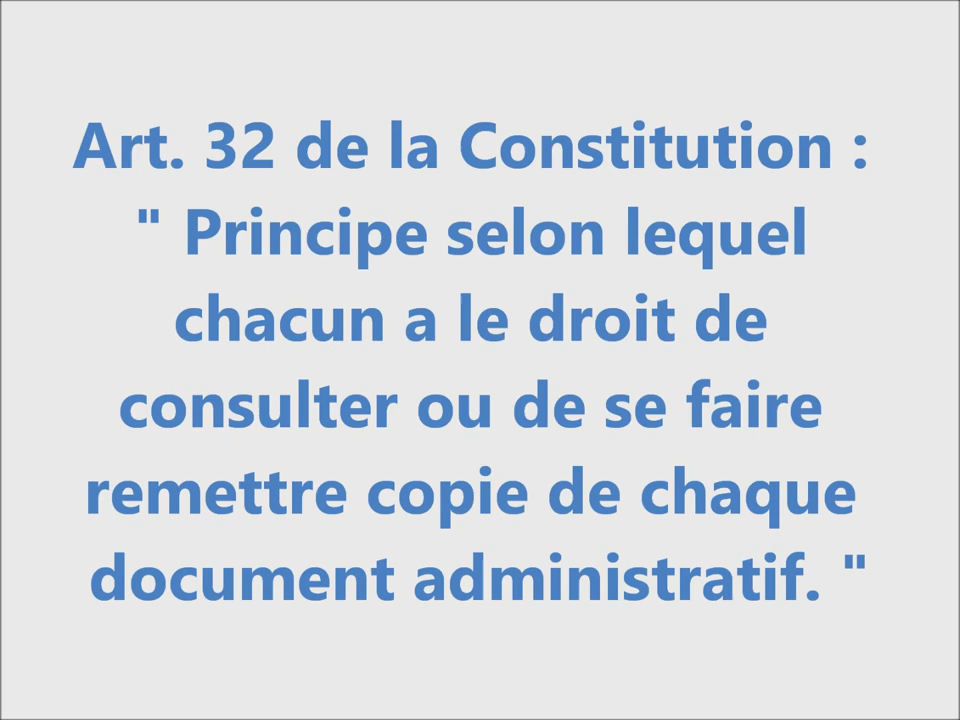 Art. 32 de la Constitution :
" Principe selon lequel
chacun a le droit de
consulter ou de se faire
remettre copie de chaque
document administratif. "